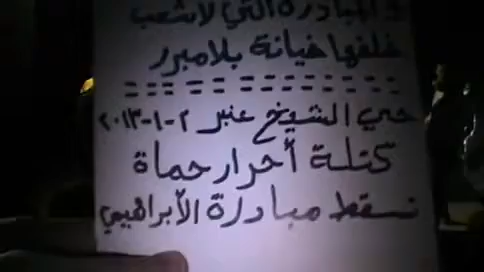 المبادرة التي لا شعب
خلفها خيانة بلا مبرر
حي الشيخ عنبر ٢-١-٢٠١٣
كتلة أحرار حماة
نسقط مبادرة الأبراهيمي